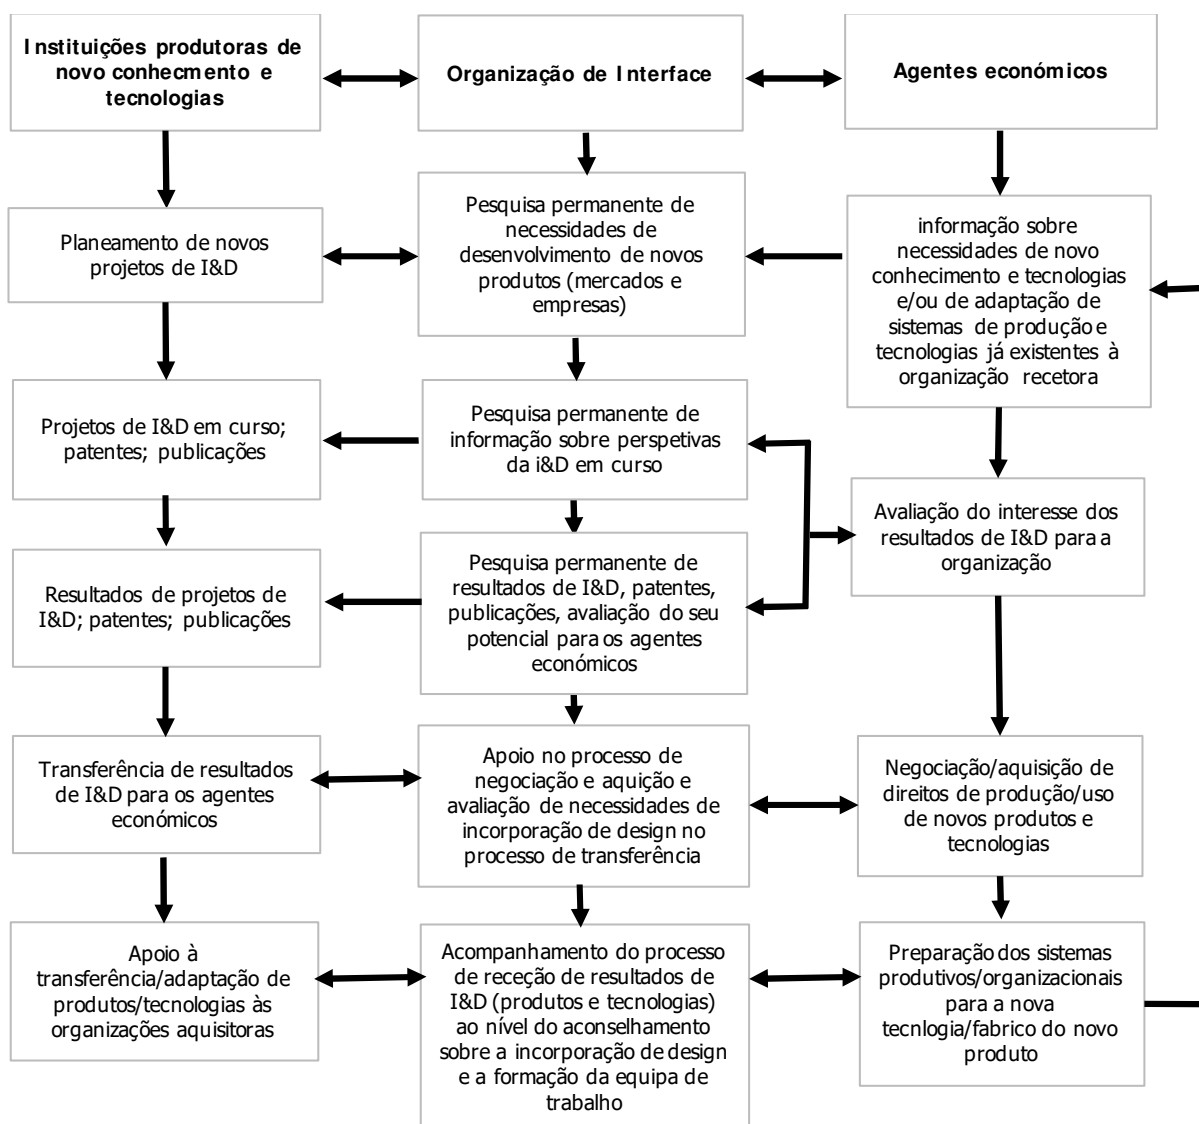 Instituições produtoras de
novo conhecmento e
tecnologias
Organização de Interface
Agentes económicos
Planeamento de novos
projetos de I&D
Pesquisa permanente de
necessidades de
desenvolvimento de novos
produtos (mercados e
empresas)
informação sobre
necessidades de novo
conhecimento e tecnologias
e/ou de adaptação de
sistemas de produção e
tecnologias já existentes à
organização recetora
Projetos de I&D em curso;
patentes; publicações
Pesquisa permanente de
informação sobre perspetivas
da i&D em curso
Avaliação do interesse dos
resultados de I&D para a
organização
Resultados de projetos de
I&D; patentes; publicações
Pesquisa permanente de
resultados de I&D, patentes,
publicações, avaliação do seu
potencial para os agentes
económicos
Transferência de resultados
de I&D para os agentes
económicos
Apoio no processo de
negociação e aquição e
avaliação de necessidades de
incorporação de design no
processo de transferência
Negociação/aquisição de
direitos de produção/uso
de novos produtos e
tecnologias
Apoio à
transferência/adaptação de
produtos/tecnologias às
organizações aquisitoras
Acompanhamento do processo
de receção de resultados de
I&D (produtos e tecnologias)
ao nível do aconselhamento
sobre a incorporação de design
e a formação da equipa de
trabalho
Preparação dos sistemas
produtivos/organizacionais
para a nova
tecnlogia/fabrico do novo
produto